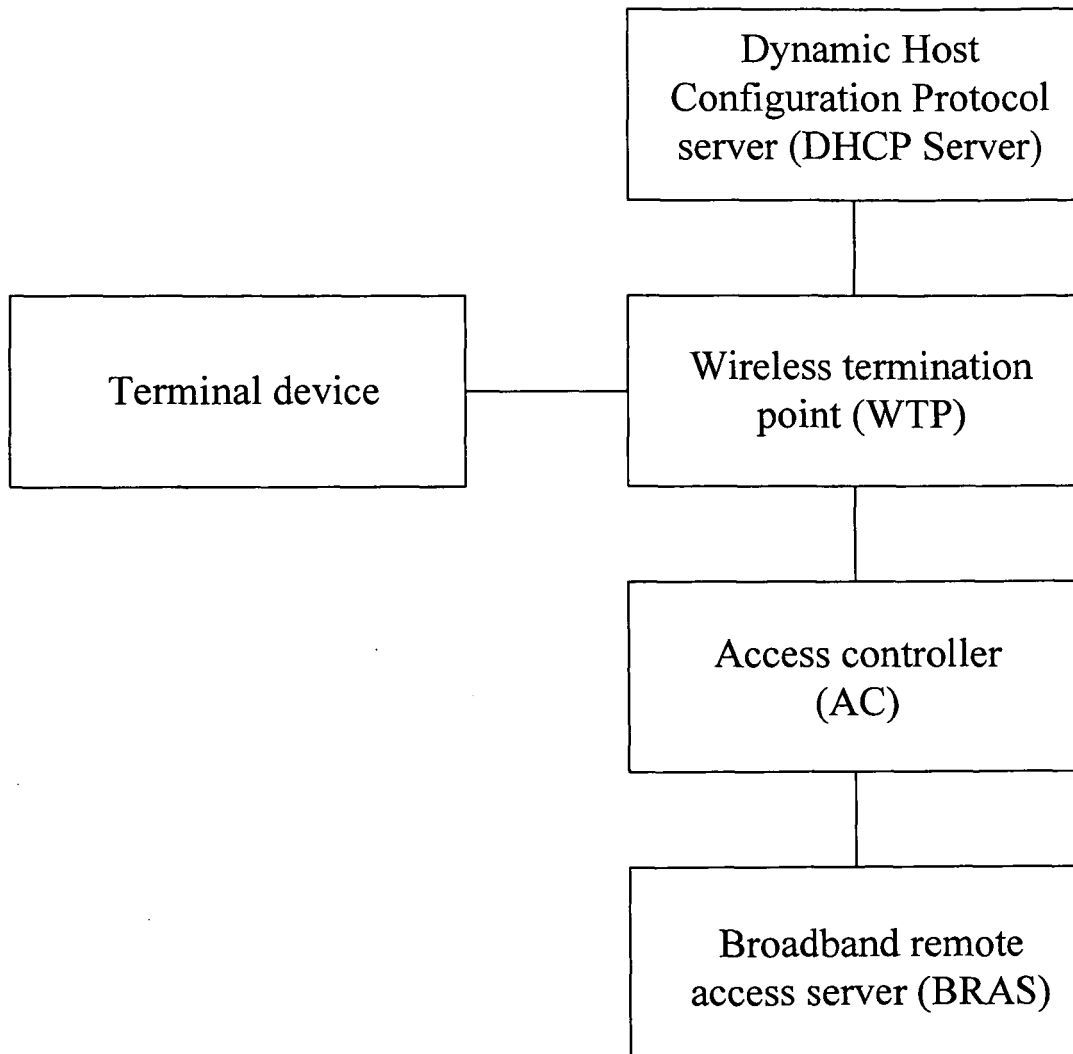 Dynamic Host
Configuration Protocol
server (DHCP Server)
Terminal device
Wireless termination
point (WTP)
Access controller
(AC)
Broadband remote
access server (BRAS)